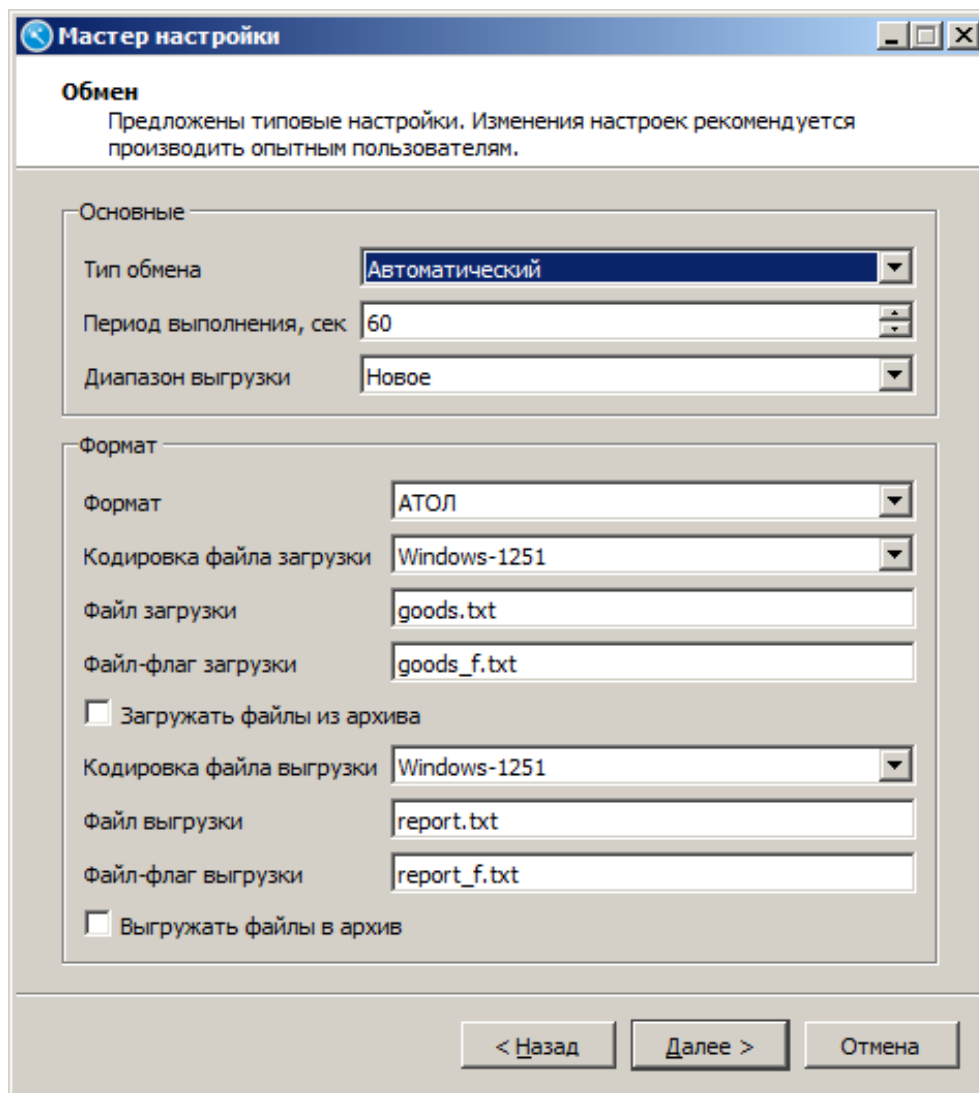 Мастер настройки
Обмен
Предложены типовые настройки. Изменения настроек рекомендуется
производить опытным пользователям.
Основные
Тип обмена Автоматический
Период выполнения, сек 60
Диапазон выгрузки Новое
Формат
Формат АТОЛ
Кодировка файла загрузки Windows-1251
Файл загрузки goods.txt
Файл-флаг загрузки goods_f.txt
Загружать файлы из архива
Кодировка файла выгрузки Windows-1251
Файл выгрузки report.txt
Файл-флаг выгрузки report_f.txt
Выгружать файлы в архив
< Назад Далее > Отмена